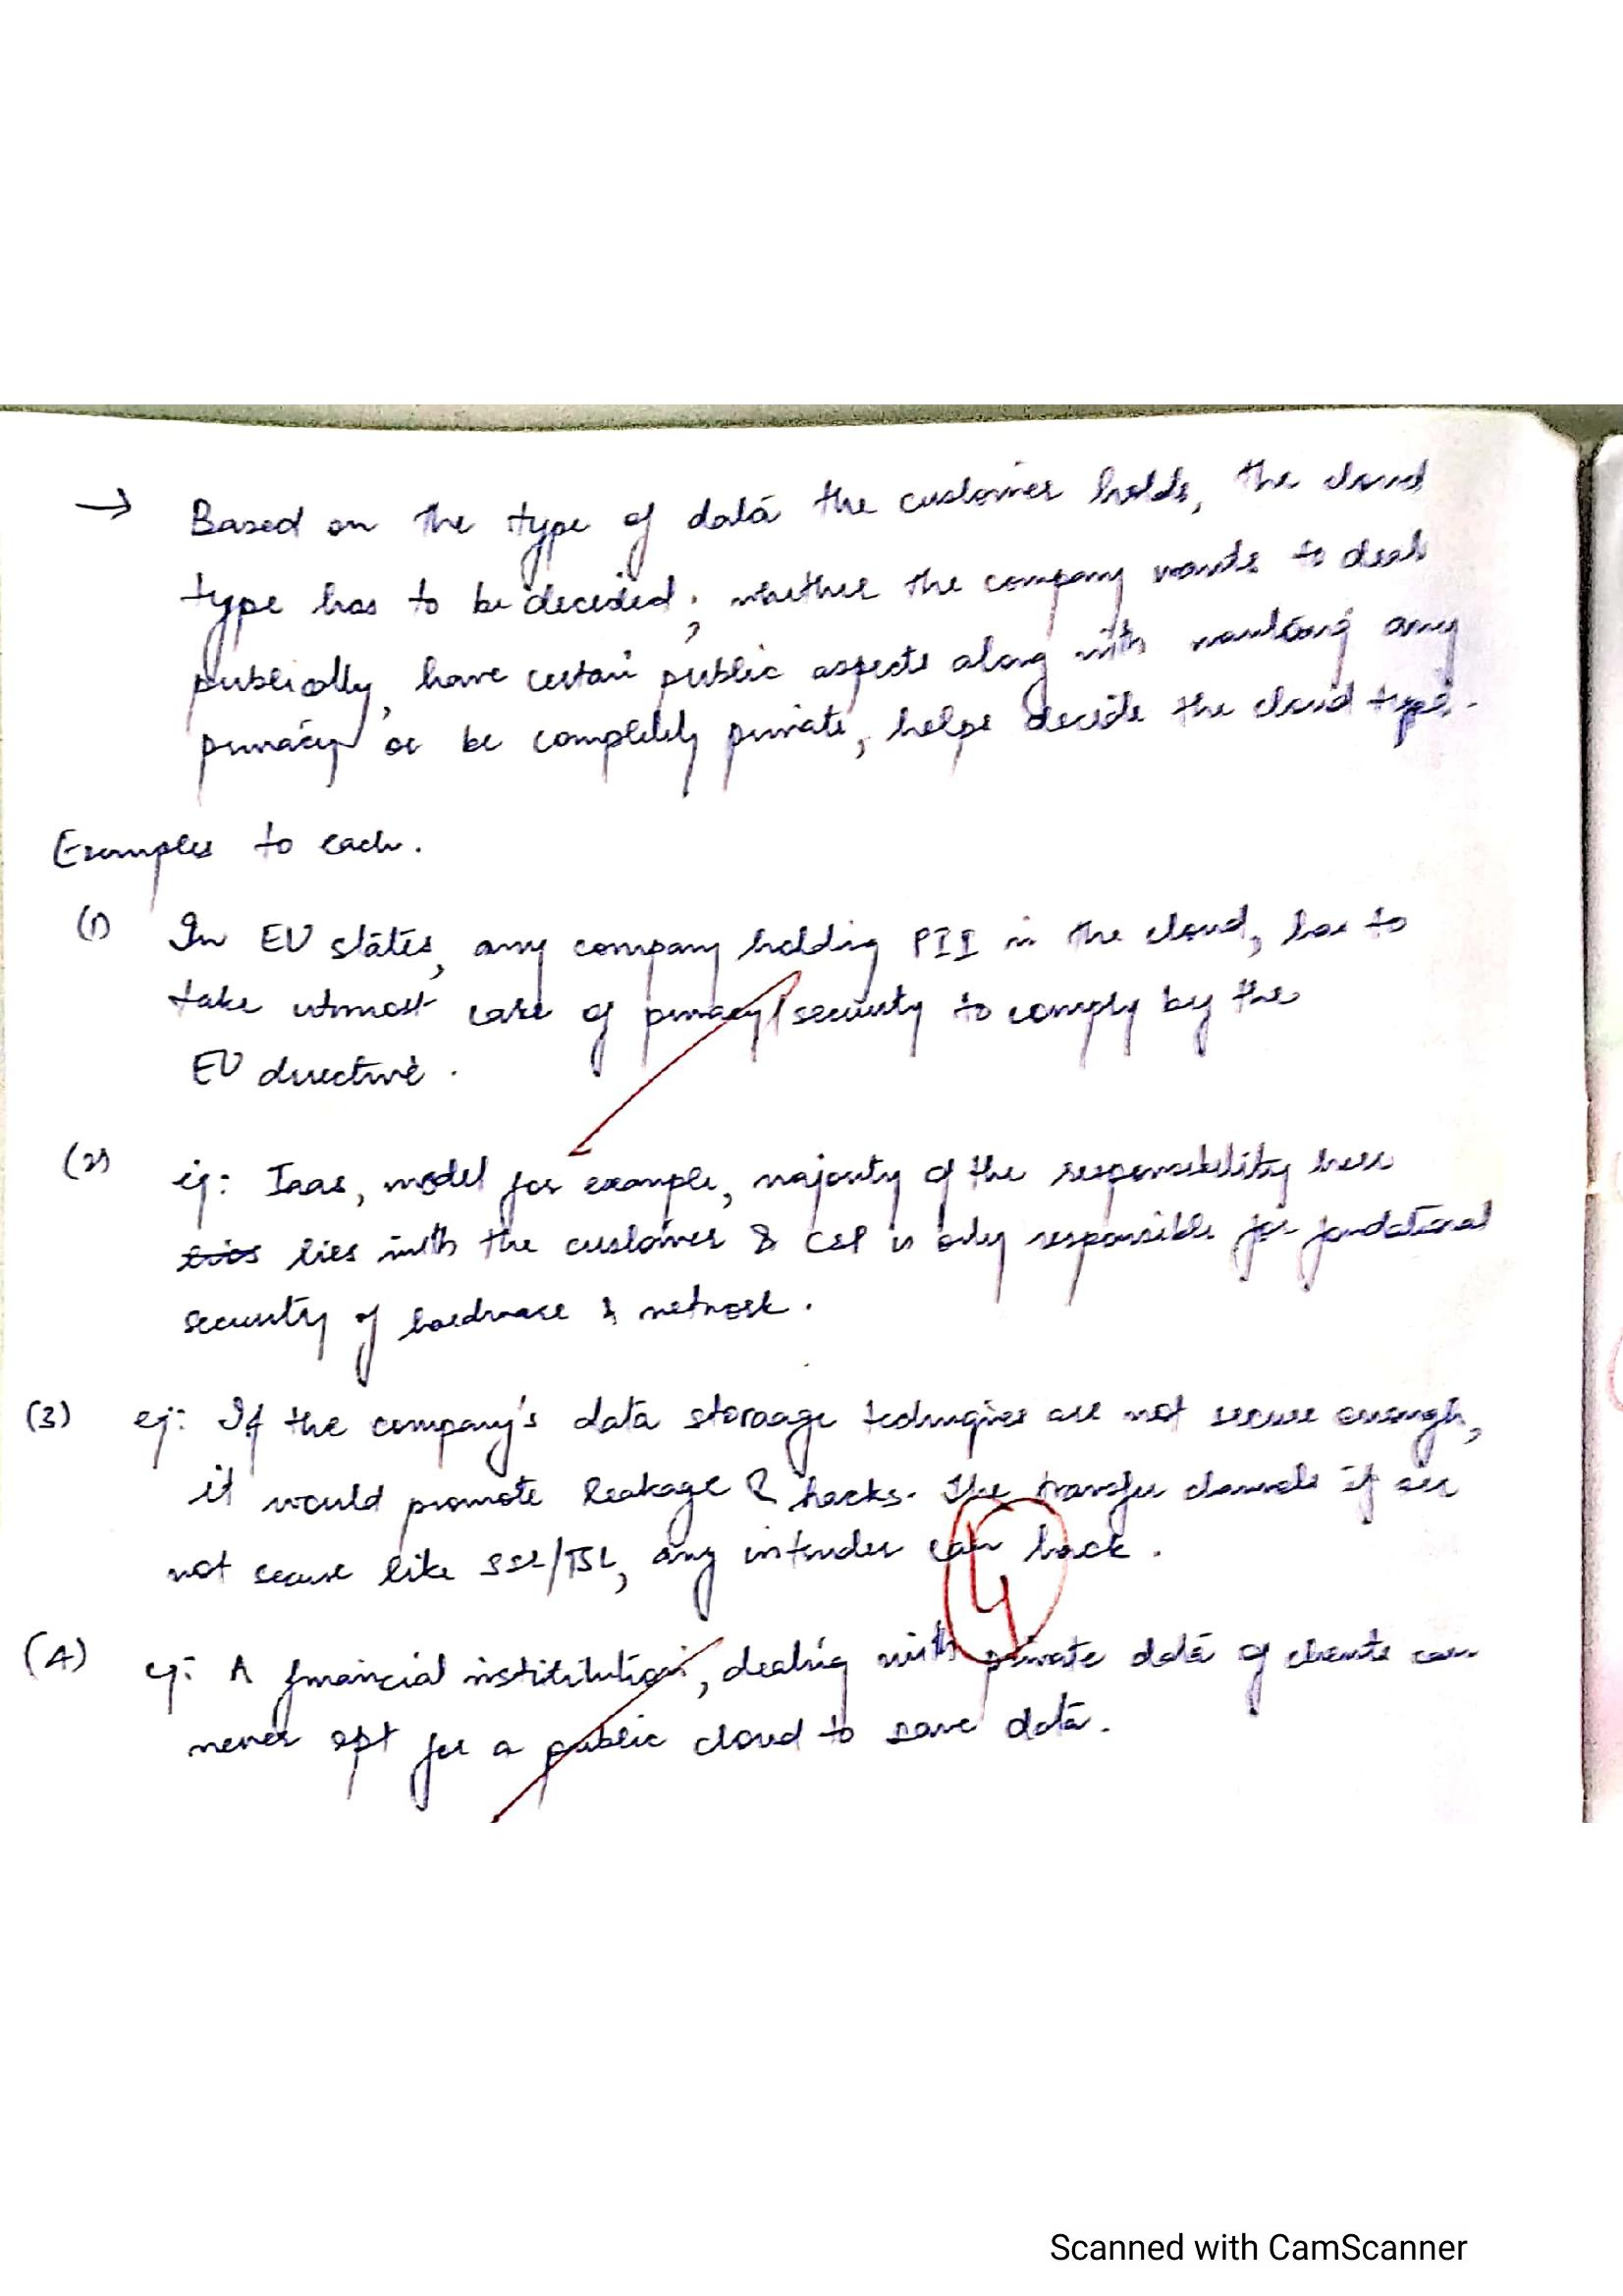 → Based on the type of data the customer holds, the cloud
type has to be decided; whether the company wants to deal
publically, have certain public aspects along with wanting any
privacy or be completely private, helps decide the cloud type.
Examples to each.
(1) In EU states, any company holding PII in the cloud, has to
take utmost care of privacy/security to comply by the
EU directive.
(2) eg: Iaas, model for example, majority of the responsibility here
lies with the customer & CSP is only responsible for fondational
security of hardware & network.
(3) eg: If the company's data storaage techniques are not secure enough,
it would promote leakage & hacks. The transfer channels if are
not secure like SSL/TSL, any intruder can hack.
4
(4) eg: A financial instititution, dealing with private data of clients can
never opt for a public cloud to save data.
Scanned with CamScanner